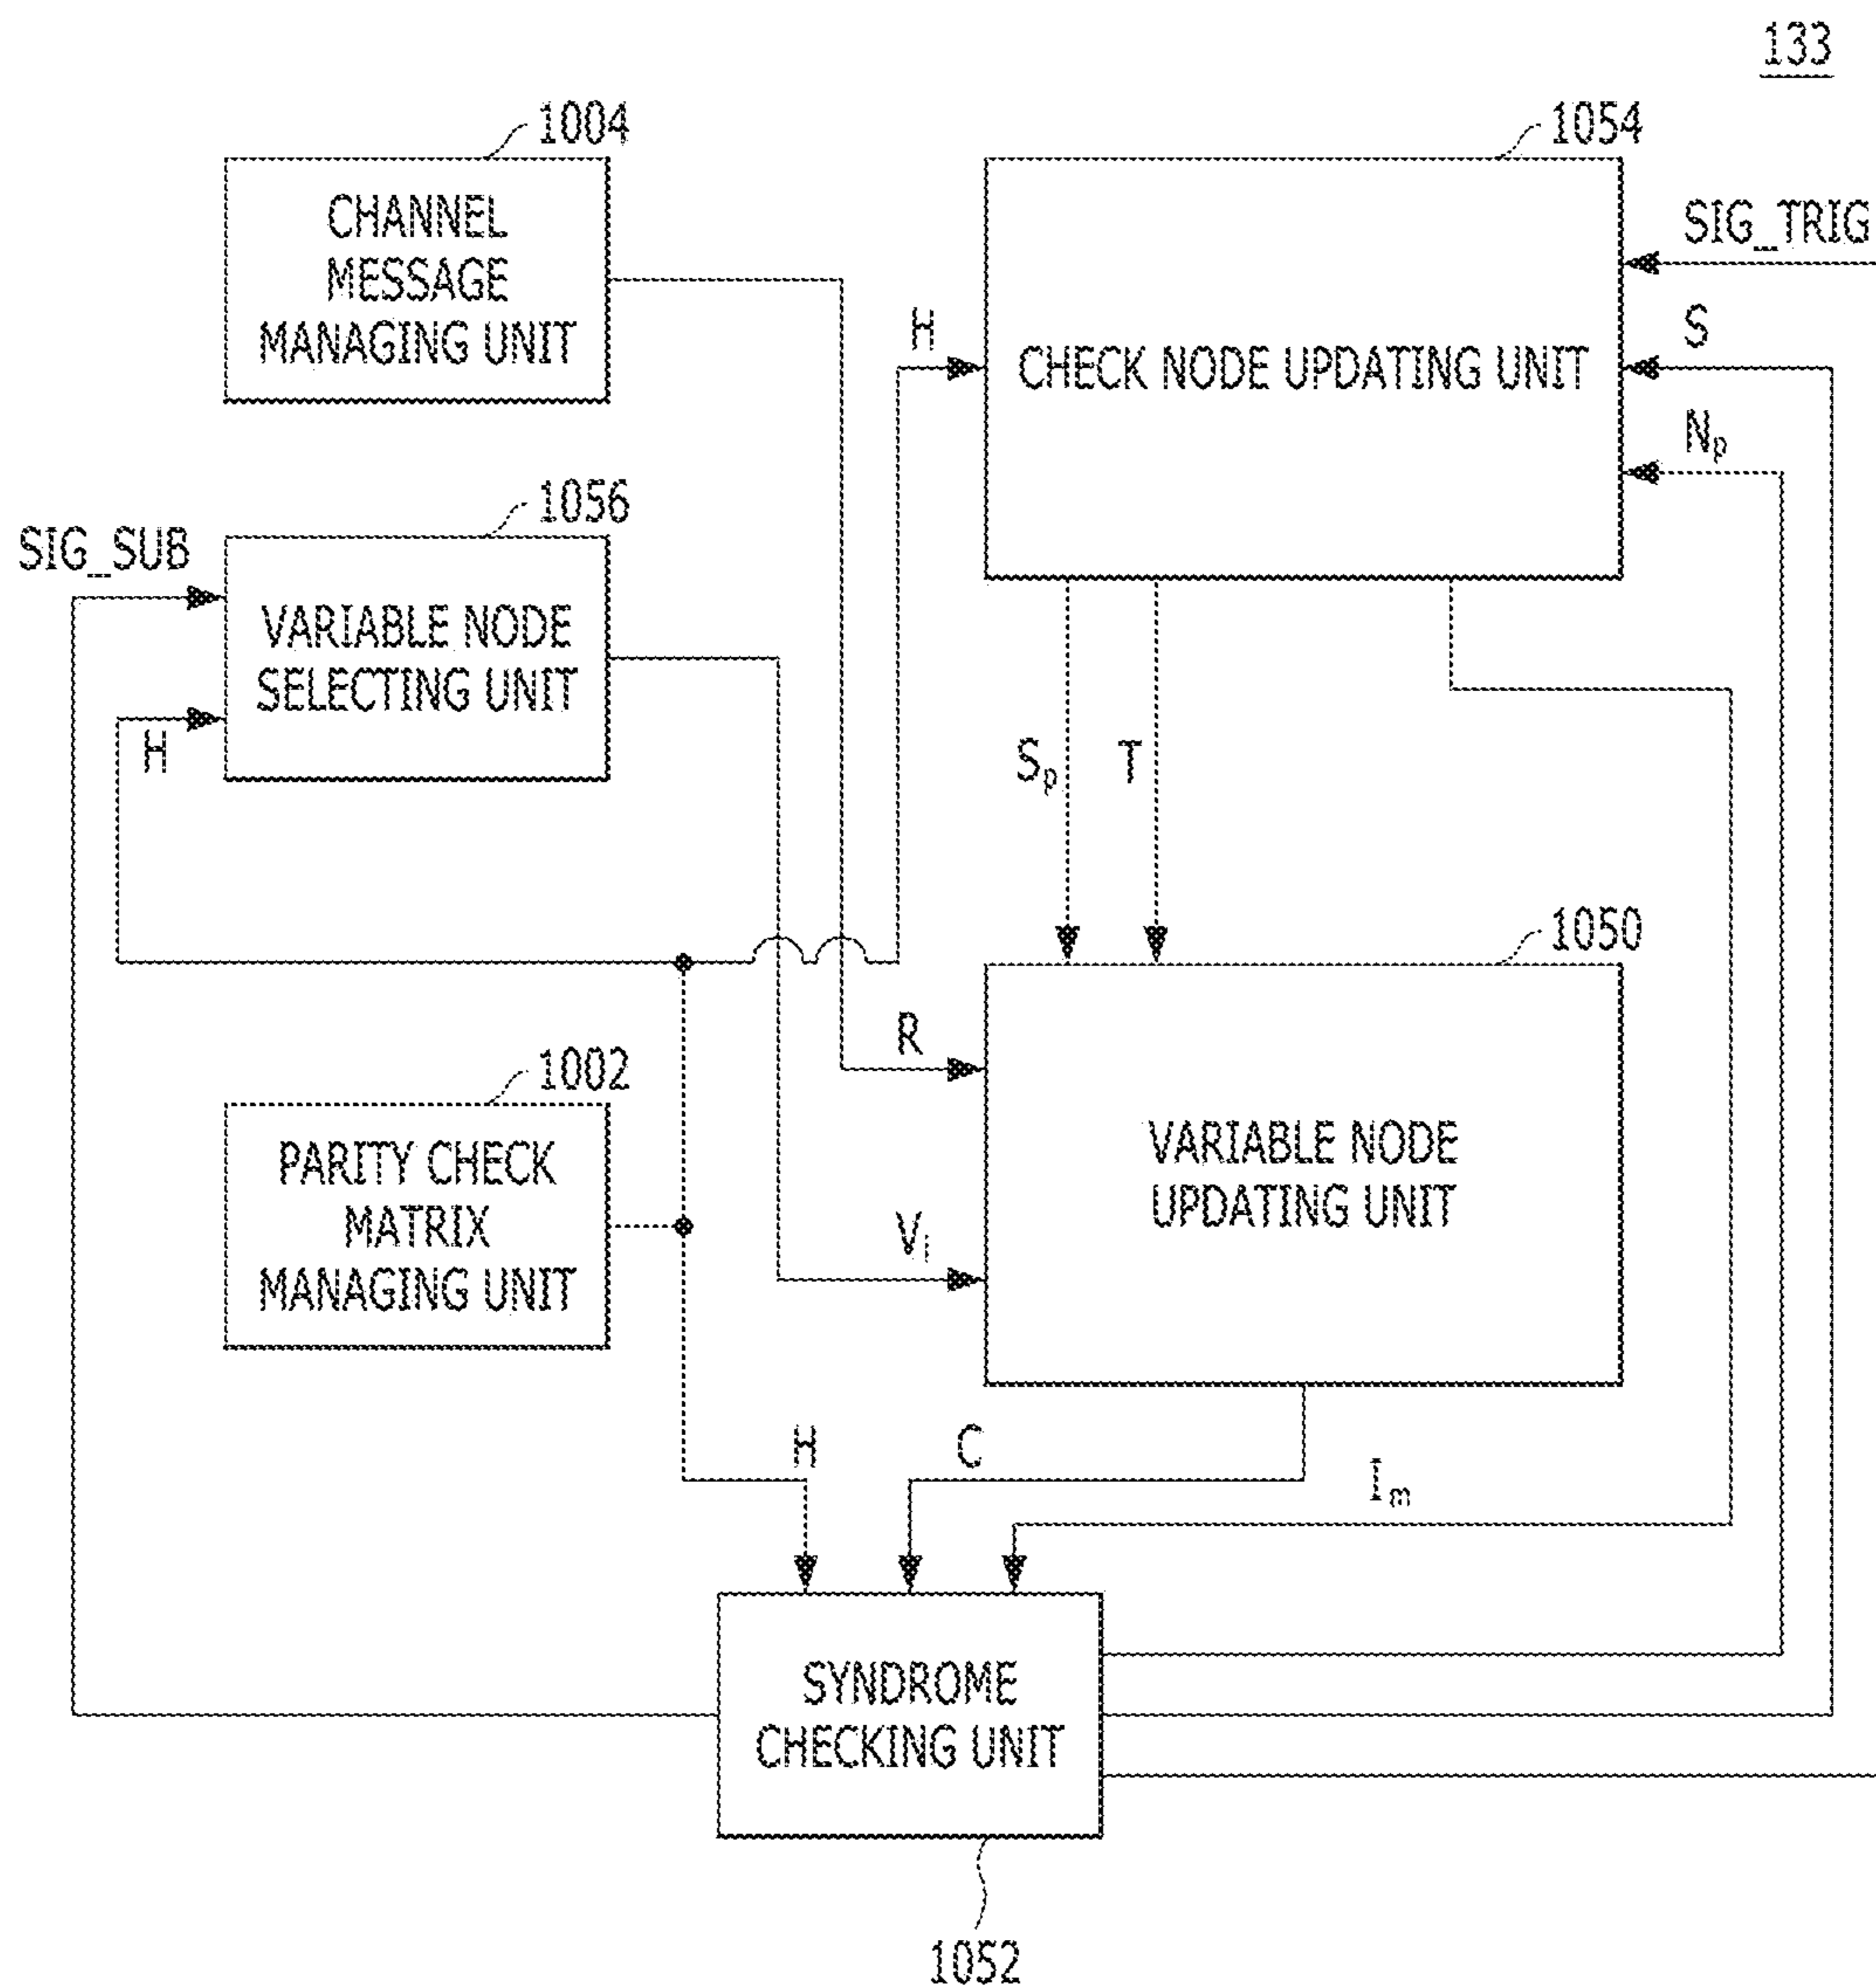 133
1004
CHANNEL
MESSAGE
MANAGING UNIT
1054
CHECK NODE UPDATING UNIT
SIG_TRIG
S
Np
H
1056
SIG_SUB
VARIABLE NODE
SELECTING UNIT
H
Sp
T
1050
VARIABLE NODE
UPDATING UNIT
R
Vi
1002
PARITY CHECK
MATRIX
MANAGING UNIT
H
C
Im
SYNDROME
CHECKING UNIT
1052